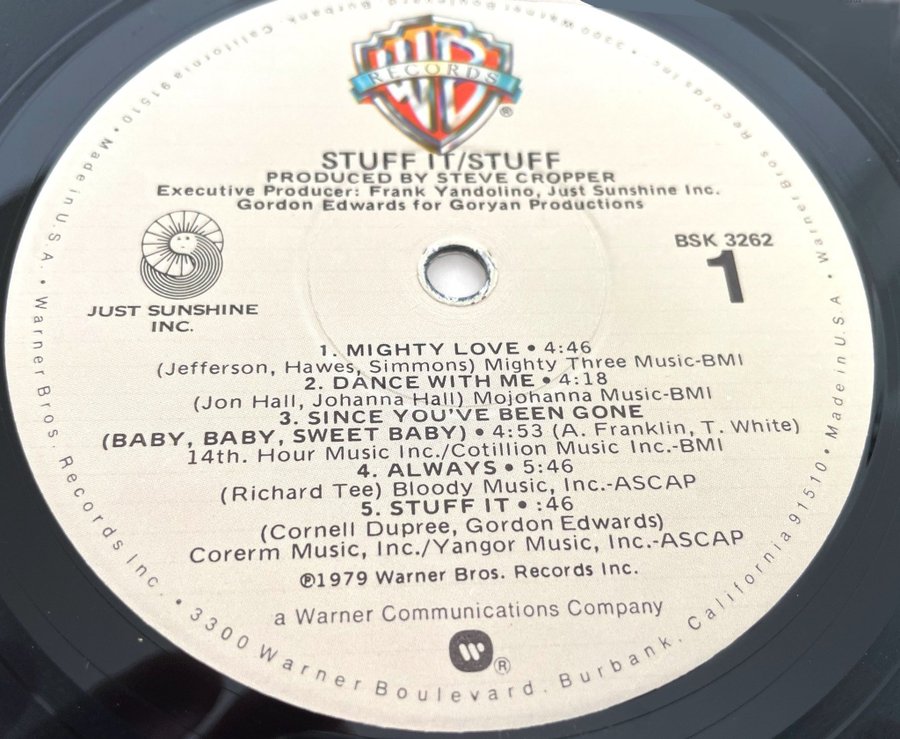 WB
RECORDS
®
STUFF IT/STUFF
PRODUCED BY STEVE CROPPER
Executive Producer: Frank Yandolino, Just Sunshine Inc.
Gordon Edwards for Goryan Productions
BSK 3262
1
JUST SUNSHINE
INC.
1. MIGHTY LOVE • 4:46
(Jefferson, Hawes, Simmons) Mighty Three Music-BMI
2. DANCE WITH ME • 4:18
(Jon Hall, Johanna Hall) Mojohanna Music-BMI
3. SINCE YOU'VE BEEN GONE
(BABY, BABY, SWEET BABY) • 4:53 (A. Franklin, T. White)
14th. Hour Music Inc./Cotillion Music Inc.-BMI
4. ALWAYS • 5:46
(Richard Tee) Bloody Music, Inc.-ASCAP
5. STUFF IT • :46
(Cornell Dupree, Gordon Edwards)
Corerm Music, Inc./Yangor Music, Inc.-ASCAP
℗1979 Warner Bros. Records Inc.
a Warner Communications Company
W ®
Warner Bros. Records Inc. • 3300 Warner Boulevard. Burbank. California 91510 • Made in U.S.A. • Warner Bros. Records Inc. • 3300 Burbank. California 91510 • Made in U.S.A. •